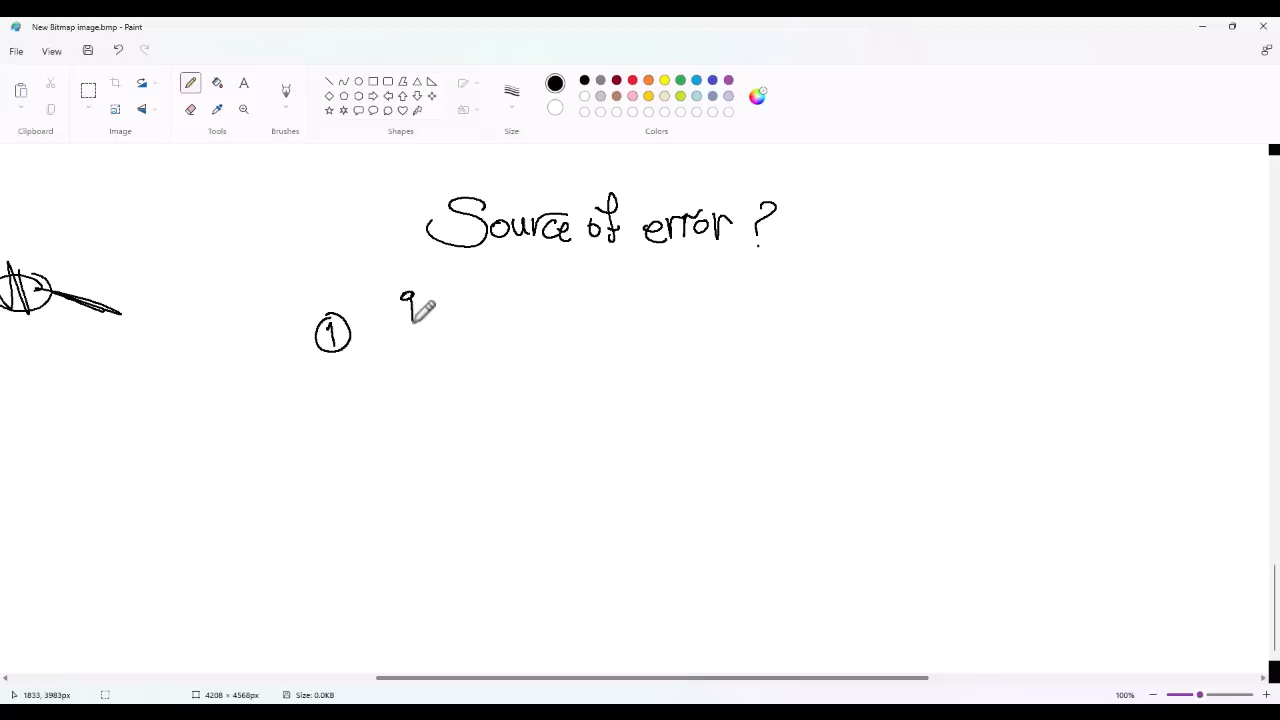 New Bitmap image.bmp - Paint
File View
Clipboard Image Tools Brushes Shapes Size Colors
Source of error ?
1
1833, 3983px 4208 × 4568px Size: 0.0KB 100%